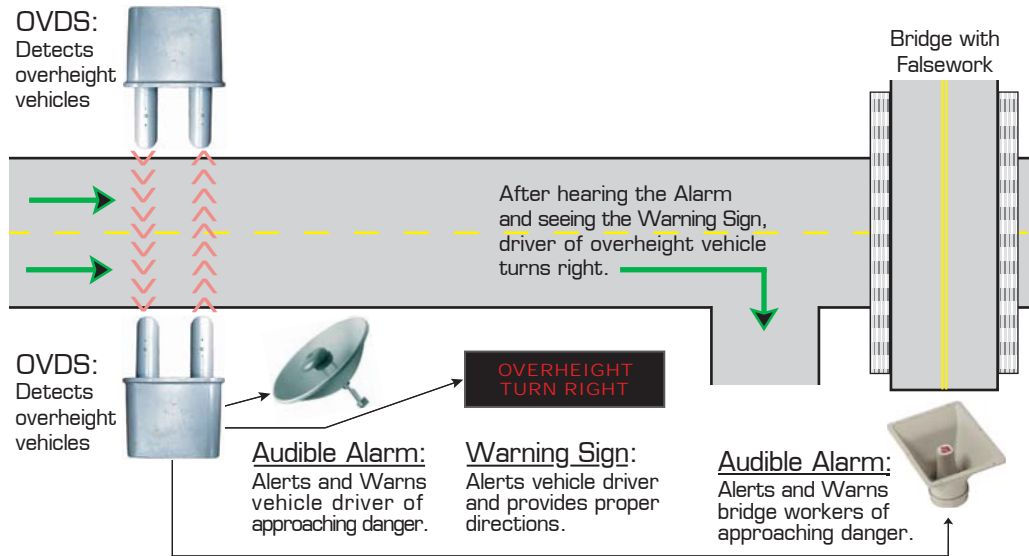 OVDS:
Detects
overheight
vehicles
Bridge with
Falsework
After hearing the Alarm
and seeing the Warning Sign,
driver of overheight vehicle
turns right.
OVDS:
Detects
overheight
vehicles
OVERHEIGHT
TURN RIGHT
Audible Alarm:
Alerts and Warns
vehicle driver of
approaching danger.
Warning Sign:
Alerts vehicle driver
and provides proper
directions.
Audible Alarm:
Alerts and Warns
bridge workers of
approaching danger.